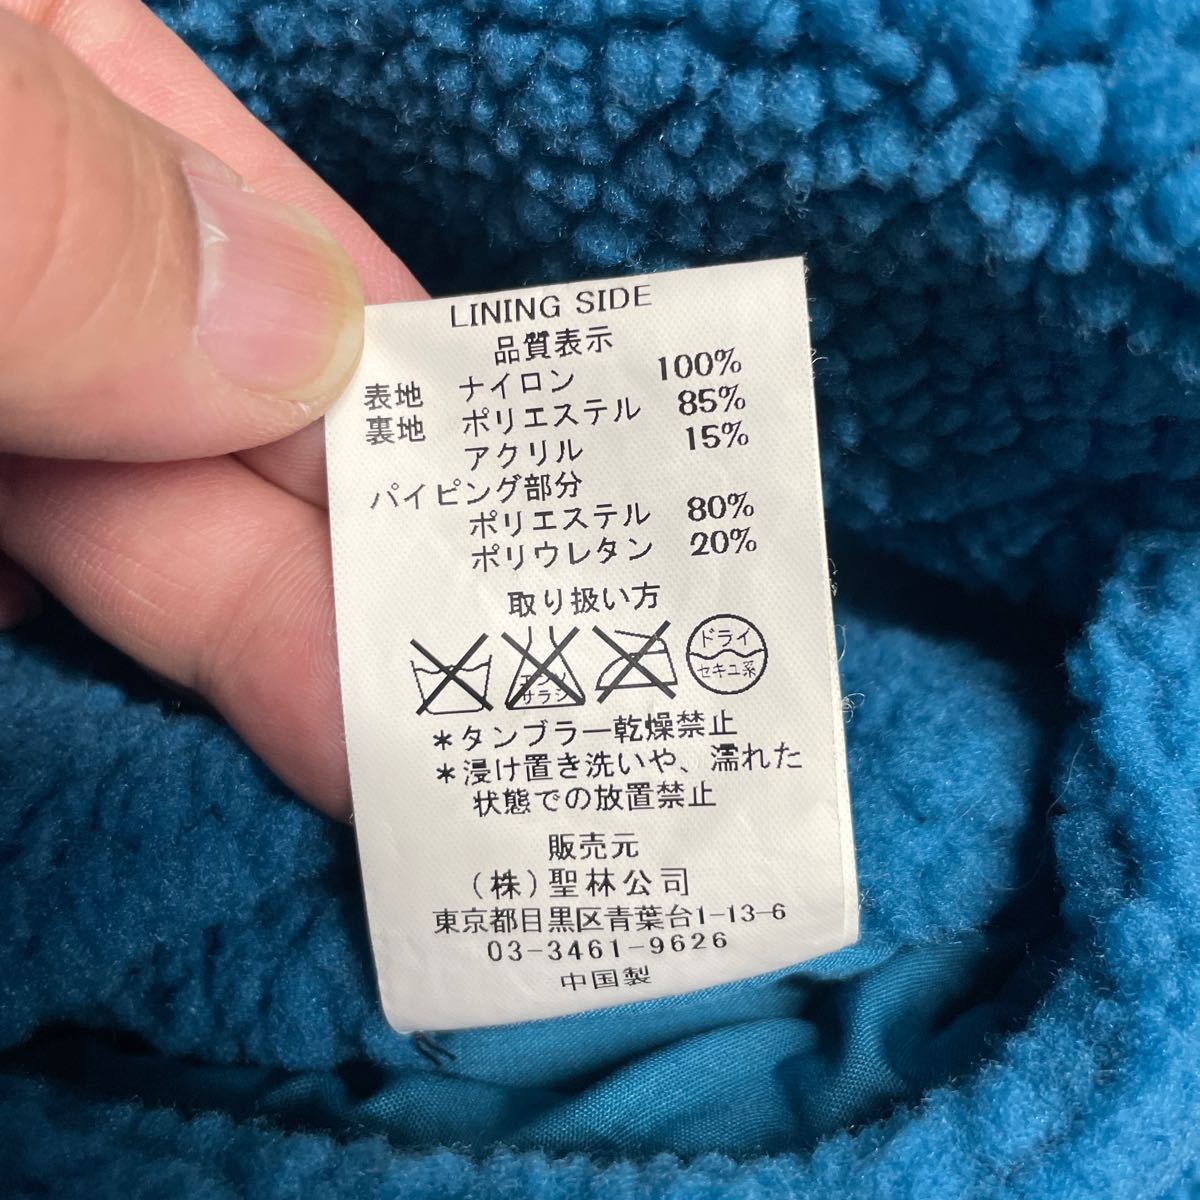 LINING SIDE
品質表示
表地 ナイロン 100%
裏地 ポリエステル 85%
アクリル 15%
パイピング部分
ポリエステル 80%
ポリウレタン 20%
取り扱い方
エンソ
サラシ
ドライ
セキユ系
*タンブラー乾燥禁止
*浸け置き洗いや、濡れた
状態での放置禁止
販売元
(株)聖林公司
東京都目黒区青葉台1-13-6
03-3461-9626
中国製